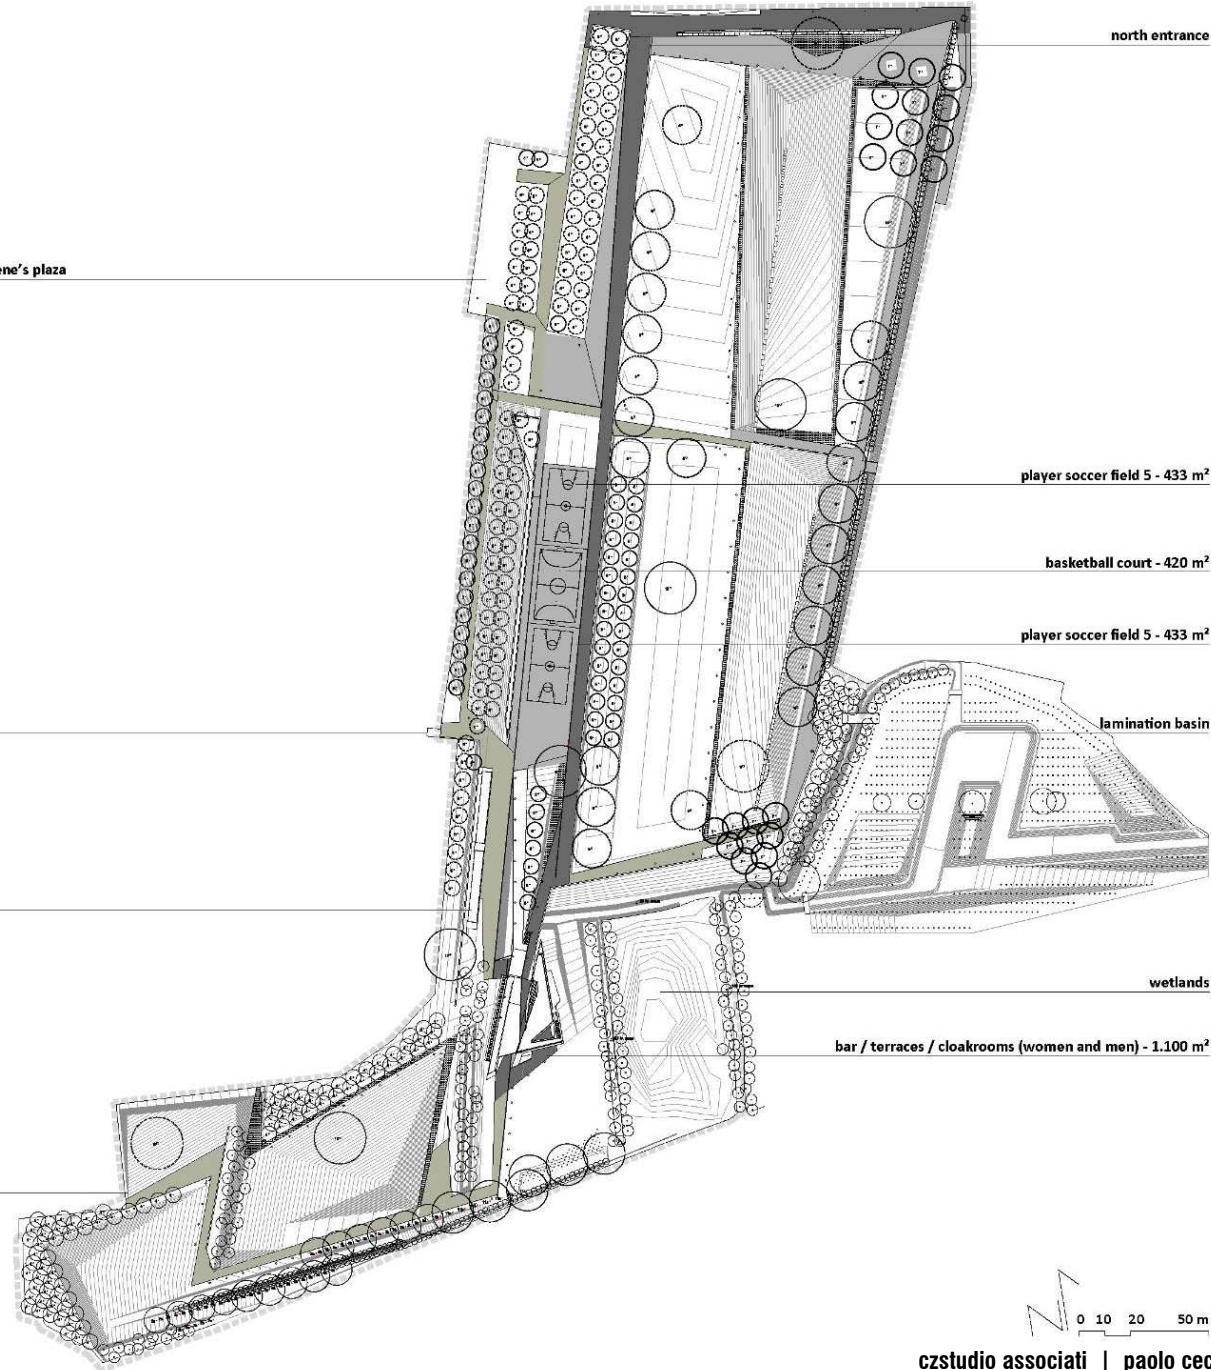 north entrance
ene's plaza
player soccer field 5 - 433 m²
basketball court - 420 m²
player soccer field 5 - 433 m²
lamination basin
wetlands
bar / terraces / cloakrooms (women and men) - 1.100 m²
0 10 20 50 m
czstudio associati | paolo cec